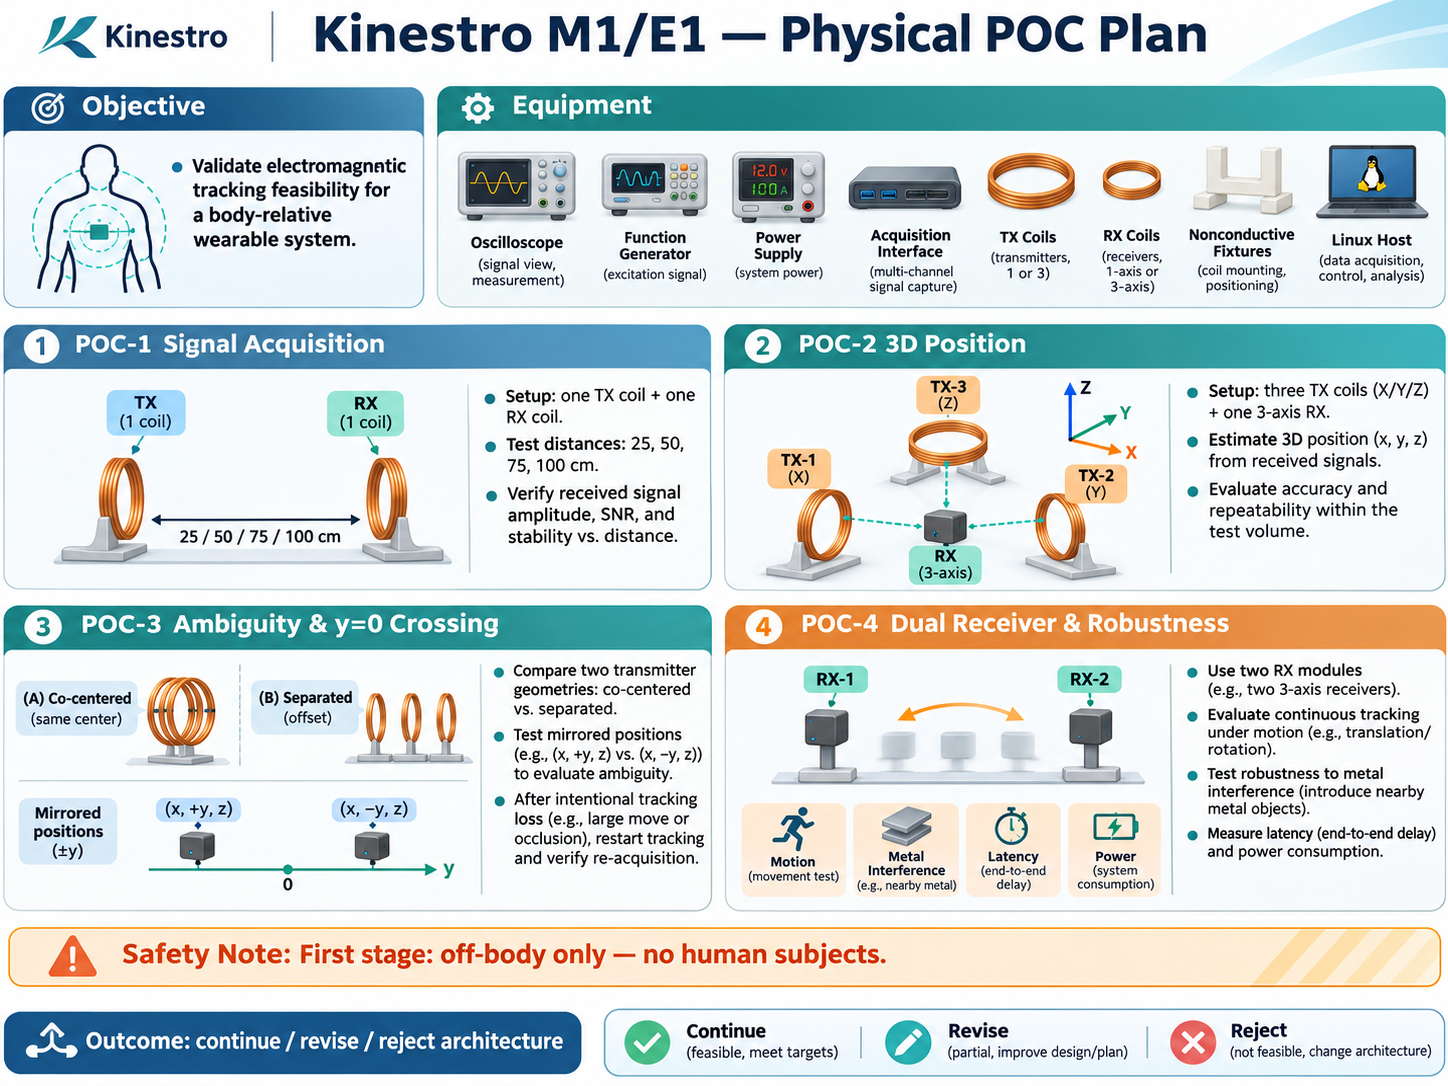 Kinestro
Kinestro M1/E1 — Physical POC Plan
Objective
Validate electromagnetic
tracking feasibility for
a body-relative
wearable system.
Equipment
12.0 V
1.00 A
Oscilloscope
(signal view,
measurement)
Function
Generator
(excitation signal)
Power
Supply
(system power)
Acquisition
Interface
(multi-channel
signal capture)
TX Coils
(transmitters,
1 or 3)
RX Coils
(receivers,
1-axis or
3-axis)
Nonconductive
Fixtures
(coil mounting,
positioning)
Linux Host
(data acquisition,
control, analysis)
1 POC-1 Signal Acquisition
TX
(1 coil)
RX
(1 coil)
25 / 50 / 75 / 100 cm
Setup: one TX coil + one
RX coil.
Test distances: 25, 50,
75, 100 cm.
Verify received signal
amplitude, SNR, and
stability vs. distance.
2 POC-2 3D Position
TX-3
(Z)
Z
Y
X
TX-1
(X)
TX-2
(Y)
RX
(3-axis)
Setup: three TX coils (X/Y/Z)
+ one 3-axis RX.
Estimate 3D position (x, y, z)
from received signals.
Evaluate accuracy and
repeatability within the
test volume.
3 POC-3 Ambiguity & y=0 Crossing
(A) Co-centered
(same center)
(B) Separated
(offset)
Mirrored
positions
(±y)
(x, +y, z)
(x, −y, z)
0
y
Compare two transmitter
geometries: co-centered
vs. separated.
Test mirrored positions
(e.g., (x, +y, z) vs. (x, −y, z))
to evaluate ambiguity.
After intentional tracking
loss (e.g., large move or
occlusion), restart tracking
and verify re-acquisition.
4 POC-4 Dual Receiver & Robustness
RX-1
RX-2
Motion
(movement test)
Metal
Interference
(e.g., nearby metal)
Latency
(end-to-end
delay)
Power
(system
consumption)
Use two RX modules
(e.g., two 3-axis receivers).
Evaluate continuous tracking
under motion (e.g., translation/
rotation).
Test robustness to metal
interference (introduce nearby
metal objects).
Measure latency (end-to-end delay)
and power consumption.
Safety Note: First stage: off-body only — no human subjects.
Outcome: continue / revise / reject architecture
Continue
(feasible, meet targets)
Revise
(partial, improve design/plan)
Reject
(not feasible, change architecture)